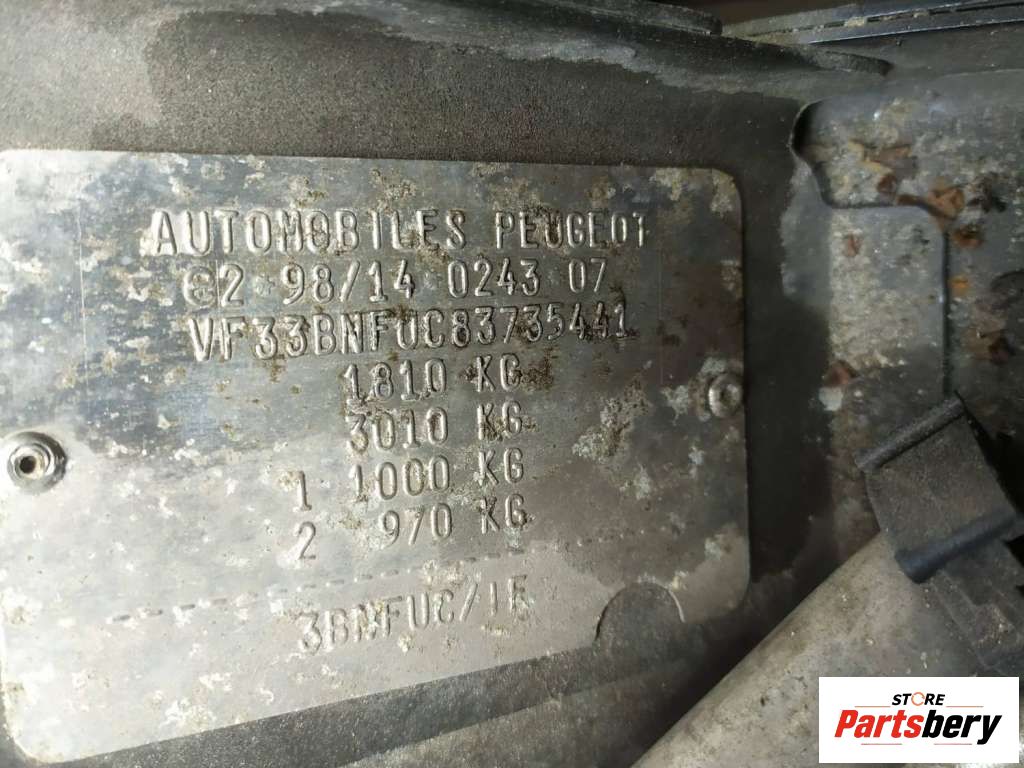 AUTOMOBILES PEUGEOT
e2*98/14*0243*07
VF33BNFUC83735441
1810 KG
3010 KG
1 1000 KG
2 970 KG
3BNFUC/IF
STORE
Partsbery